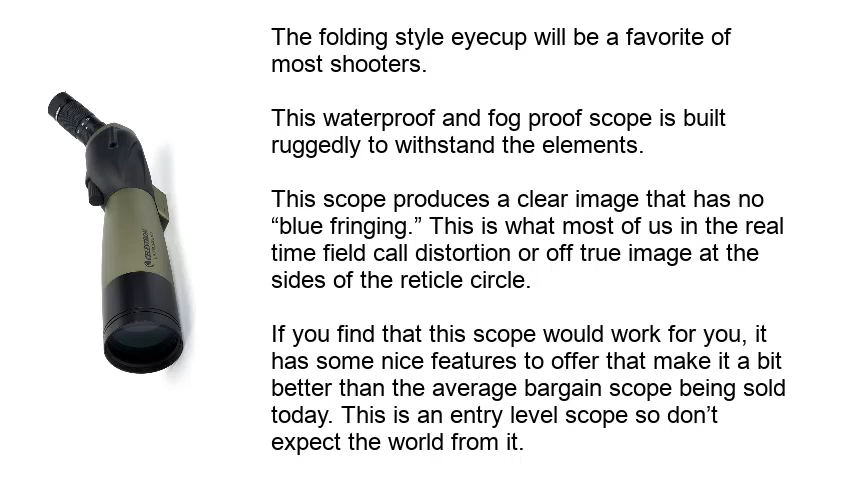 The folding style eyecup will be a favorite of
most shooters.
This waterproof and fog proof scope is built
ruggedly to withstand the elements.
This scope produces a clear image that has no
“blue fringing.” This is what most of us in the real
time field call distortion or off true image at the
sides of the reticle circle.
If you find that this scope would work for you, it
has some nice features to offer that make it a bit
better than the average bargain scope being sold
today. This is an entry level scope so don’t
expect the world from it.
CELESTRON